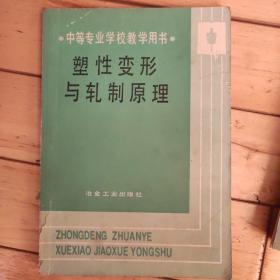 *中等专业学校教学用书*
塑性变形
与轧制原理
冶金工业出版社
ZHONGDENG ZHUANYE
XUEXIAO JIAOXUE YONGSHU